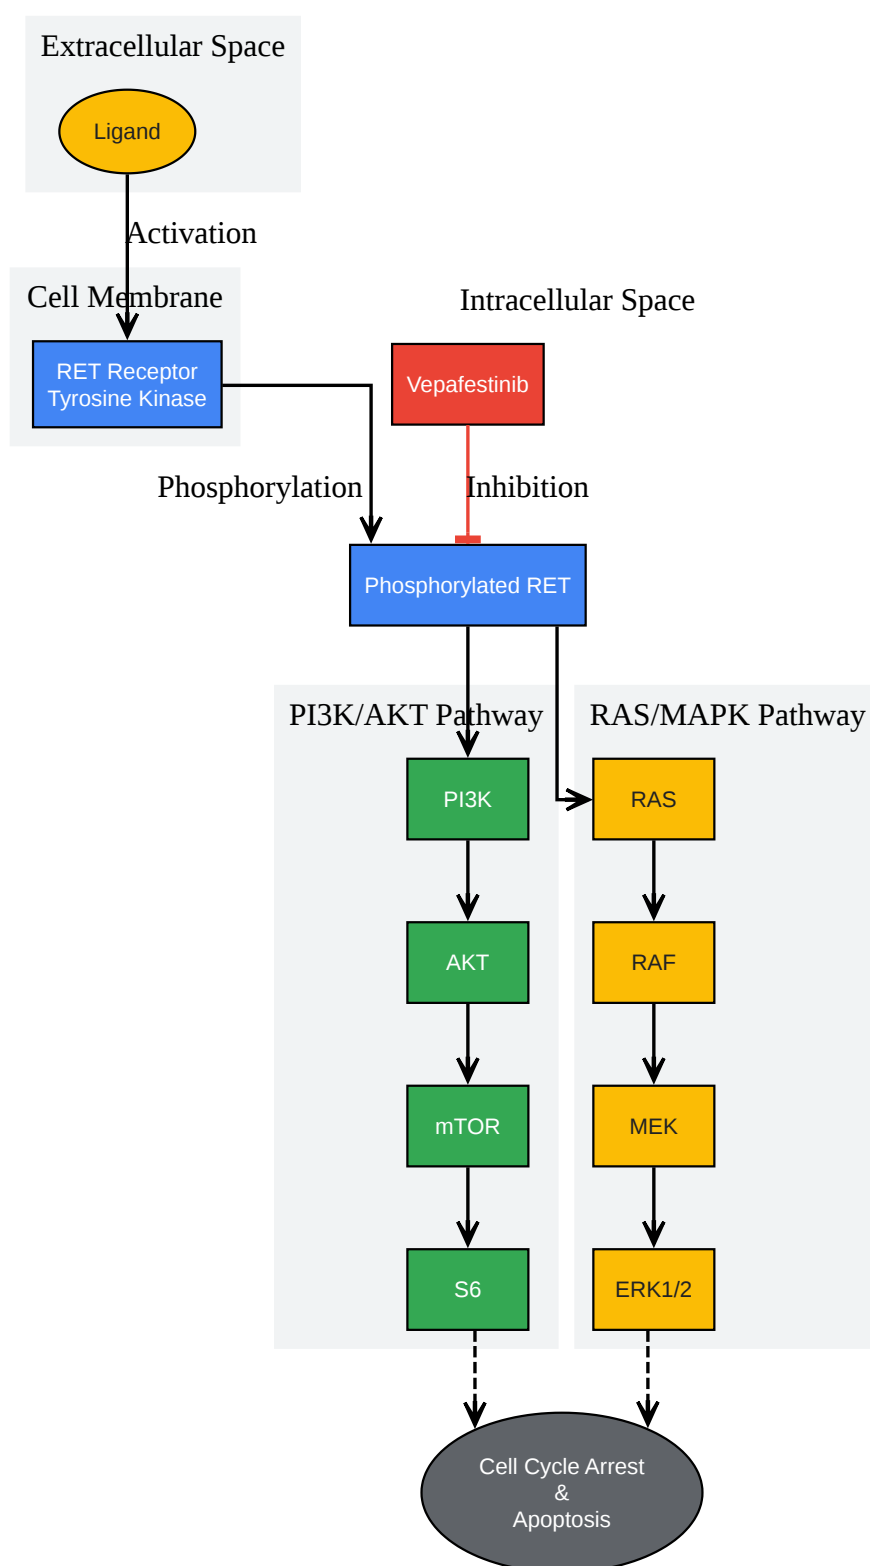 Extracellular Space
Ligand
Activation
Cell Membrane
Intracellular Space
RET Receptor
Tyrosine Kinase
Vepafestinib
Phosphorylation
Inhibition
Phosphorylated RET
PI3K/AKT Pathway
RAS/MAPK Pathway
PI3K
RAS
AKT
RAF
mTOR
MEK
S6
ERK1/2
Cell Cycle Arrest
&
Apoptosis